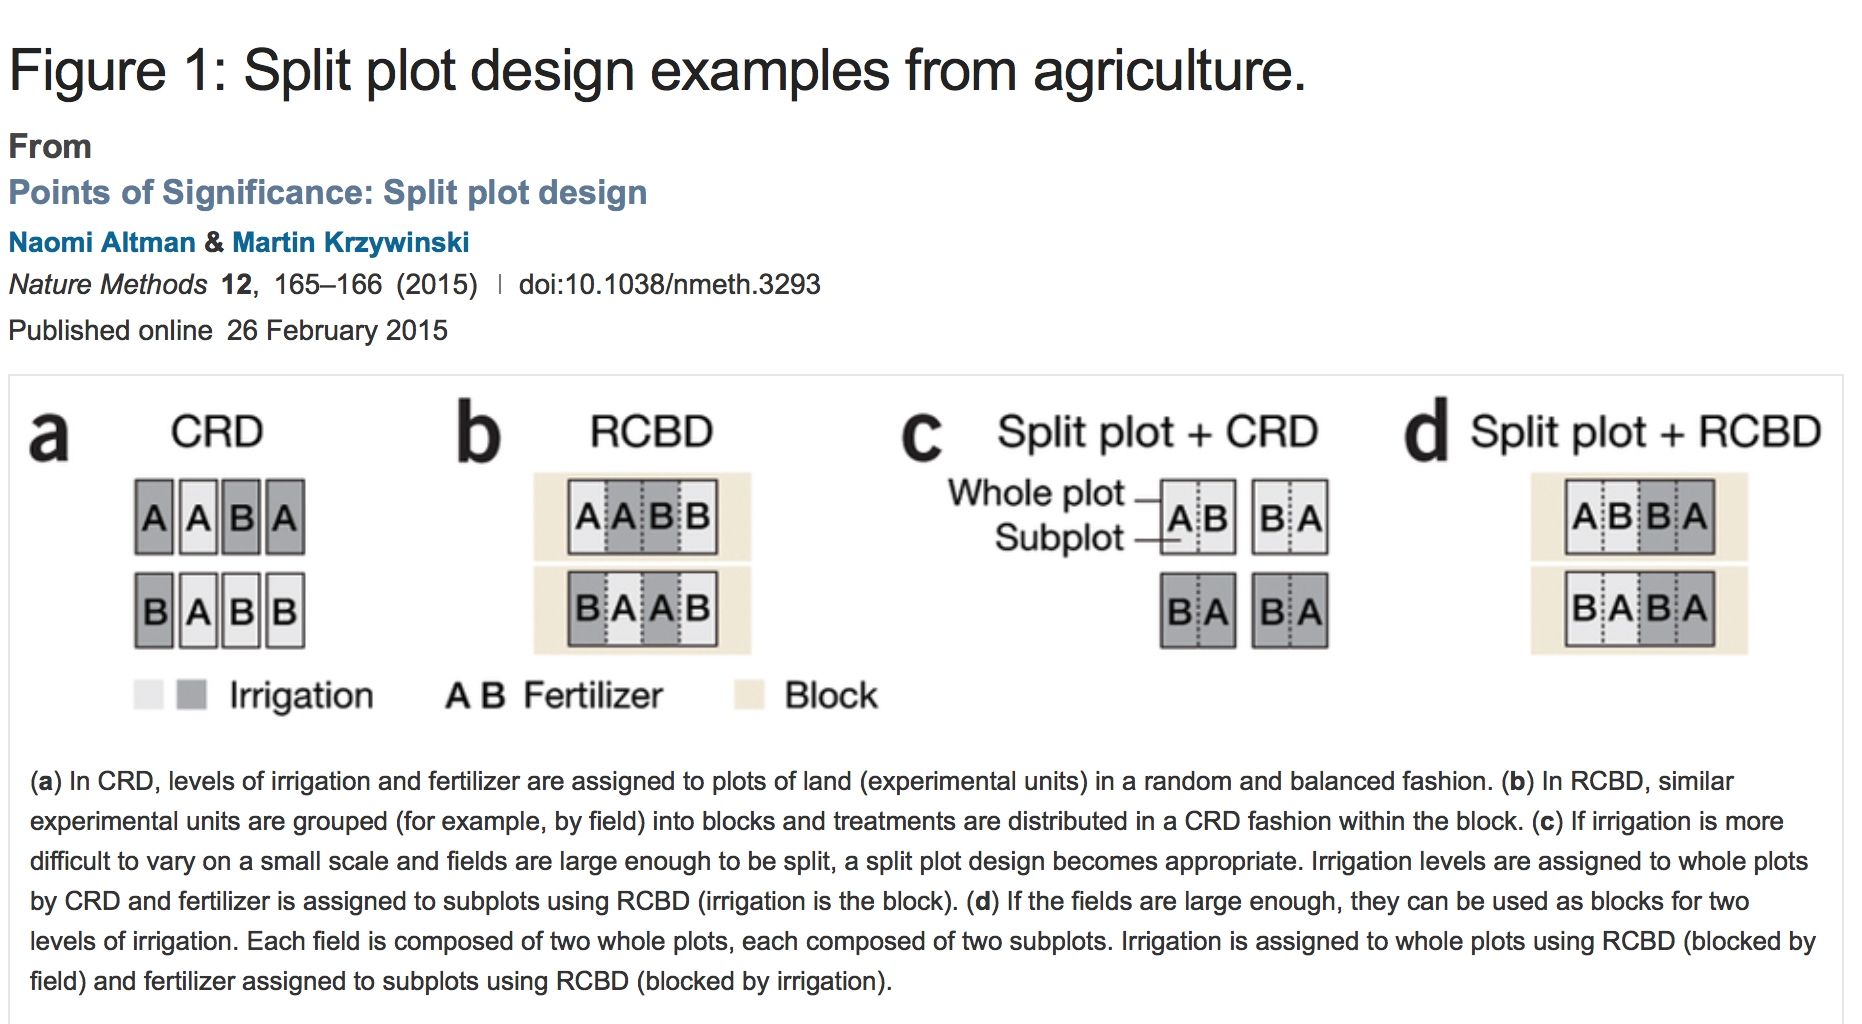 Figure 1: Split plot design examples from agriculture.
From
Points of Significance: Split plot design
Naomi Altman & Martin Krzywinski
Nature Methods 12, 165–166 (2015) | doi:10.1038/nmeth.3293
Published online 26 February 2015
a CRD b RCBD c Split plot + CRD d Split plot + RCBD
A A B A
B A B B
A A B B
B A A B
Whole plot
Subplot
A B B A
B A B A
A B B A
B A B A
Irrigation A B Fertilizer Block
(a) In CRD, levels of irrigation and fertilizer are assigned to plots of land (experimental units) in a random and balanced fashion. (b) In RCBD, similar
experimental units are grouped (for example, by field) into blocks and treatments are distributed in a CRD fashion within the block. (c) If irrigation is more
difficult to vary on a small scale and fields are large enough to be split, a split plot design becomes appropriate. Irrigation levels are assigned to whole plots
by CRD and fertilizer is assigned to subplots using RCBD (irrigation is the block). (d) If the fields are large enough, they can be used as blocks for two
levels of irrigation. Each field is composed of two whole plots, each composed of two subplots. Irrigation is assigned to whole plots using RCBD (blocked by
field) and fertilizer assigned to subplots using RCBD (blocked by irrigation).